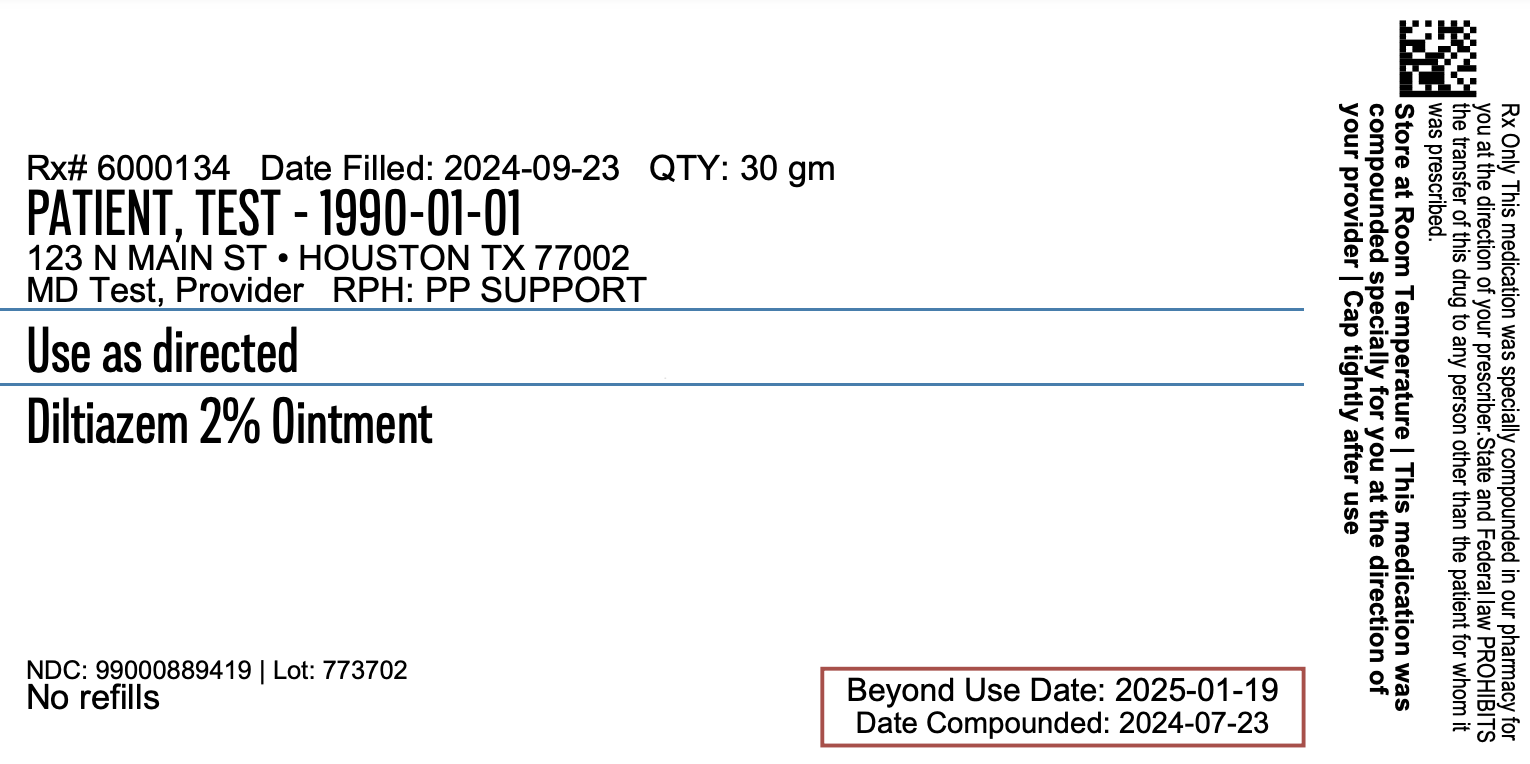 Rx# 6000134 Date Filled: 2024-09-23 QTY: 30 gm
PATIENT, TEST - 1990-01-01
123 N MAIN ST • HOUSTON TX 77002
MD Test, Provider RPH: PP SUPPORT
Use as directed
Diltiazem 2% Ointment
NDC: 99000889419 | Lot: 773702
No refills
Beyond Use Date: 2025-01-19
Date Compounded: 2024-07-23
Rx Only This medication was specially compounded in our pharmacy for
you at the direction of your prescriber.State and Federal law PROHIBITS
the transfer of this drug to any person other than the patient for whom it
was prescribed.
Store at Room Temperature | This medication was
compounded specially for you at the direction of
your provider | Cap tightly after use